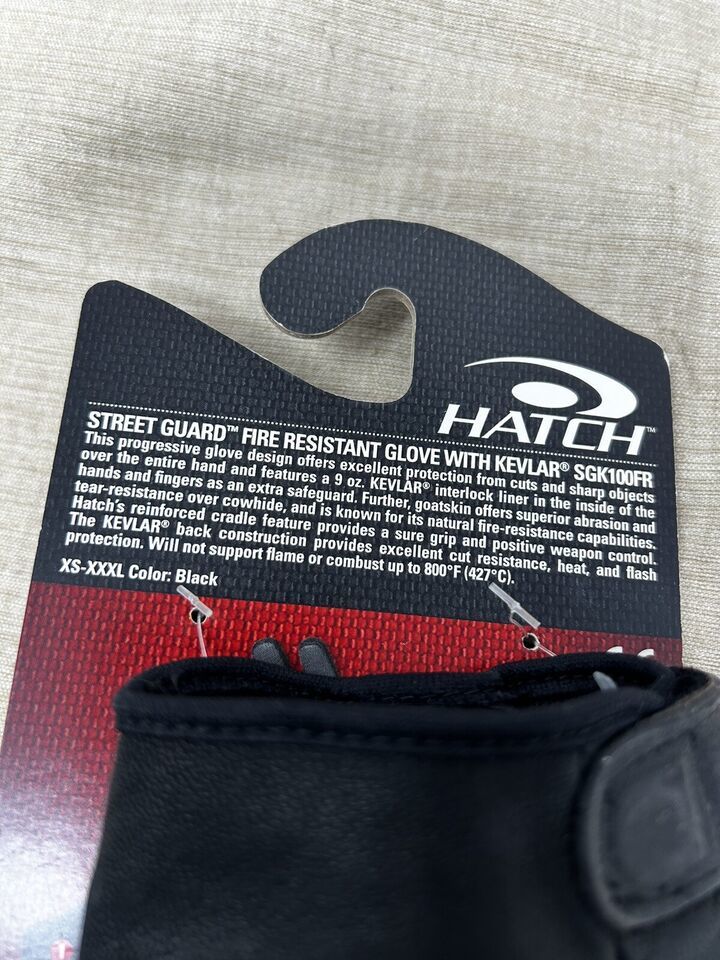 HATCH™
STREET GUARD™ FIRE RESISTANT GLOVE WITH KEVLAR® SGK100FR
This progressive glove design offers excellent protection from cuts and sharp objects
over the entire hand and features a 9 oz. KEVLAR® interlock liner in the inside of the
hands and fingers as an extra safeguard. Further, goatskin offers superior abrasion and
tear-resistance over cowhide, and is known for its natural fire-resistance capabilities.
Hatch's reinforced cradle feature provides a sure grip and positive weapon control.
The KEVLAR® back construction provides excellent cut resistance, heat, and flash
protection. Will not support flame or combust up to 800°F (427°C).
XS-XXXL Color: Black